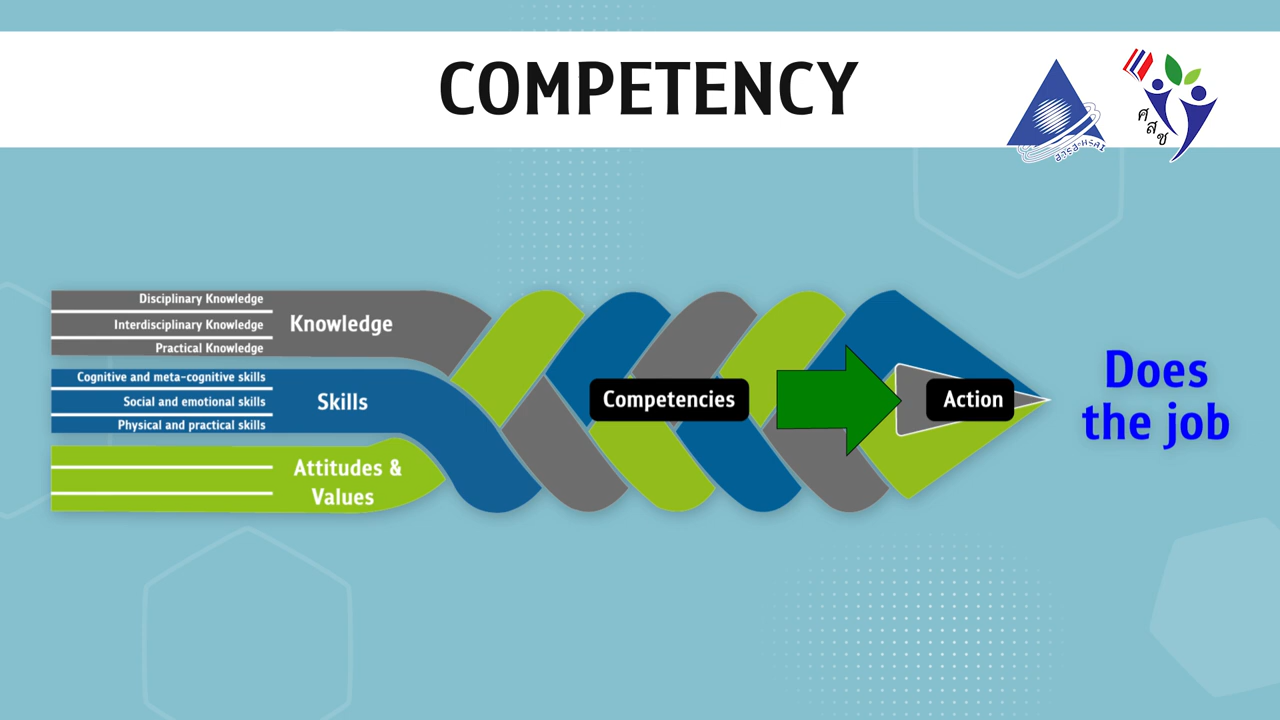 COMPETENCY
ศ
ส
ช
Disciplinary Knowledge
Interdisciplinary Knowledge
Practical Knowledge
Knowledge
Cognitive and meta-cognitive skills
Social and emotional skills
Physical and practical skills
Skills
Attitudes &
Values
Competencies
Action
Does
the job